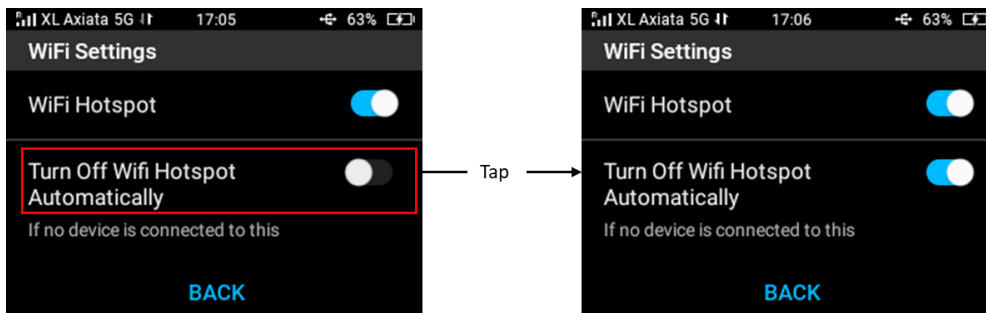 XL Axiata 5G 17:05 63%
WiFi Settings
WiFi Hotspot
Turn Off Wifi Hotspot
Automatically
If no device is connected to this
BACK
Tap
R XL Axiata 5G 17:06 63%
WiFi Settings
WiFi Hotspot
Turn Off Wifi Hotspot
Automatically
If no device is connected to this
BACK